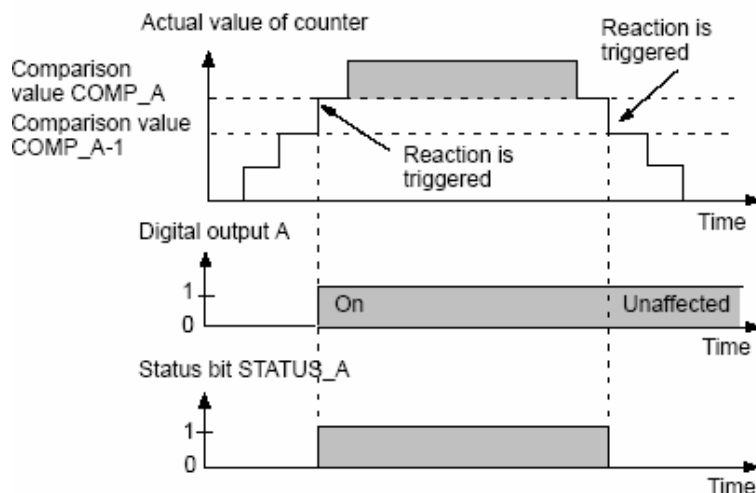 Actual value of counter
Reaction is
triggered
Comparison
value COMP_A
Comparison value
COMP_A-1
Reaction is
triggered
Time
Digital output A
1
0
On
Unaffected
Time
Status bit STATUS_A
1
0
Time